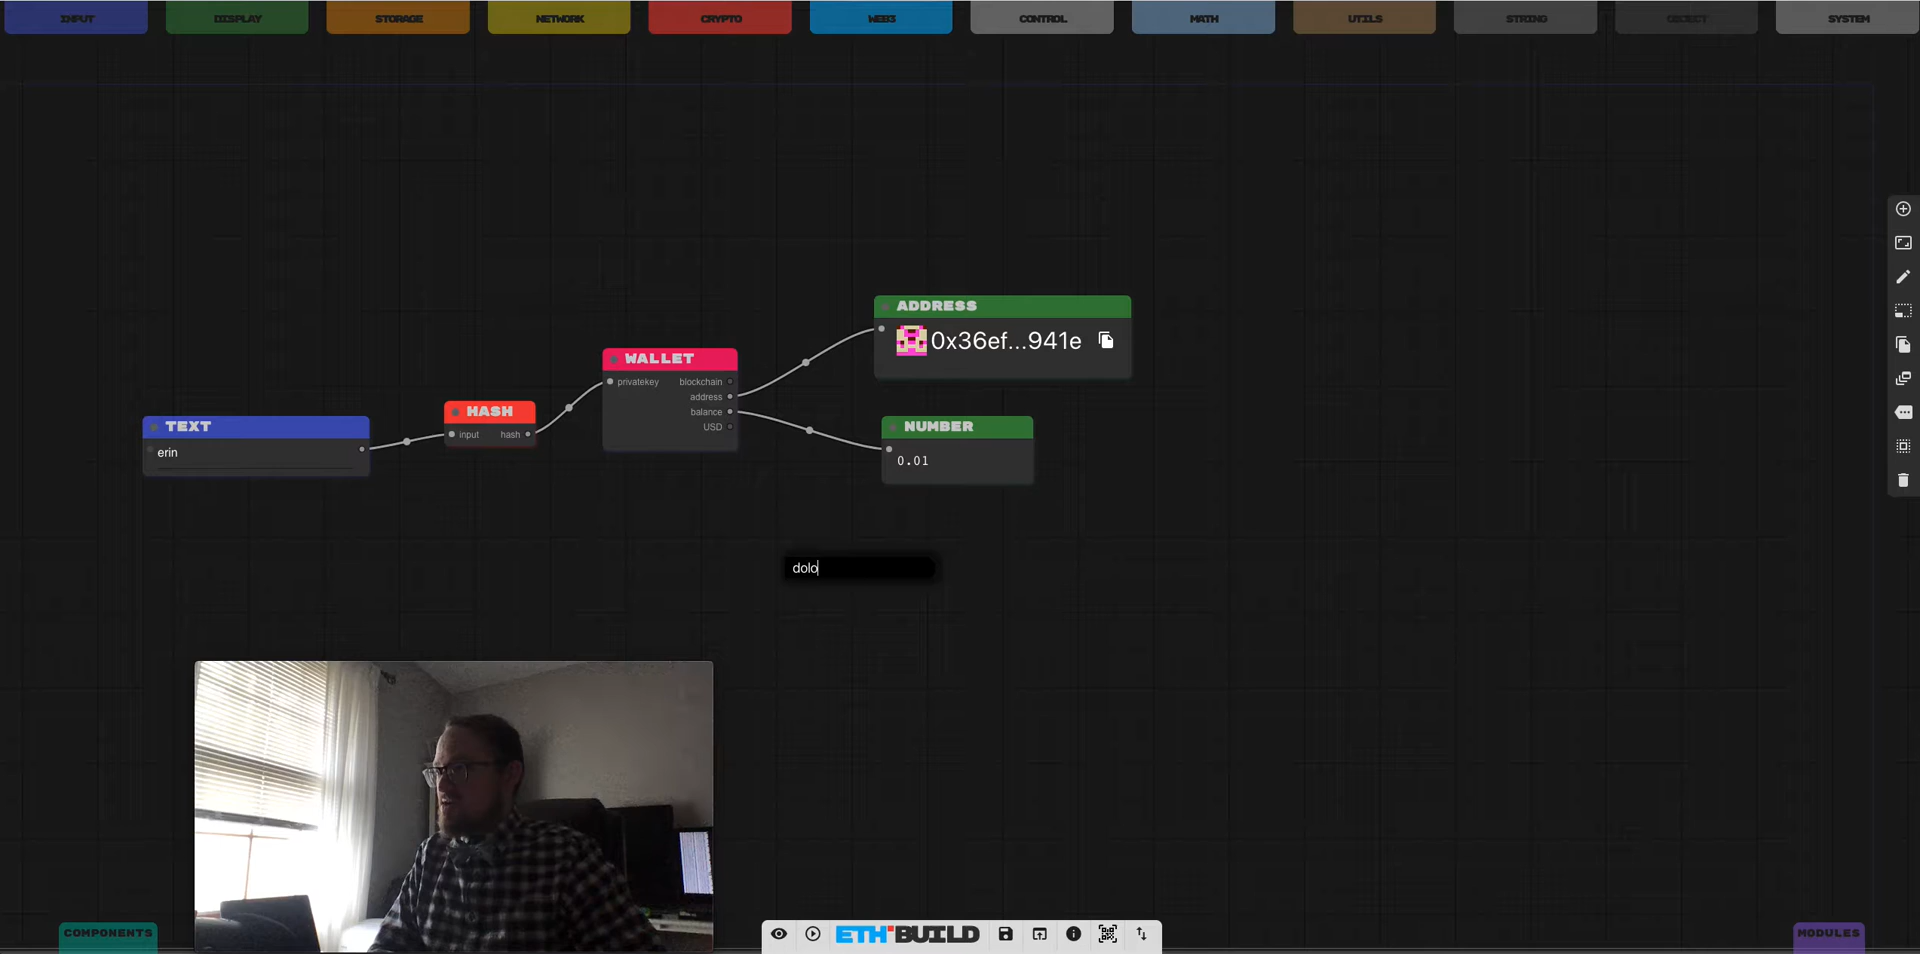 INPUT
DISPLAY
STORAGE
NETWORK
CRYPTO
WEB3
CONTROL
MATH
UTILS
STRING
OBJECT
SYSTEM
ADDRESS
0x36ef...941e
WALLET
privatekey
blockchain
address
balance
USD
HASH
input
hash
TEXT
erin
NUMBER
0.01
dolo
COMPONENTS
ETH BUILD
MODULES